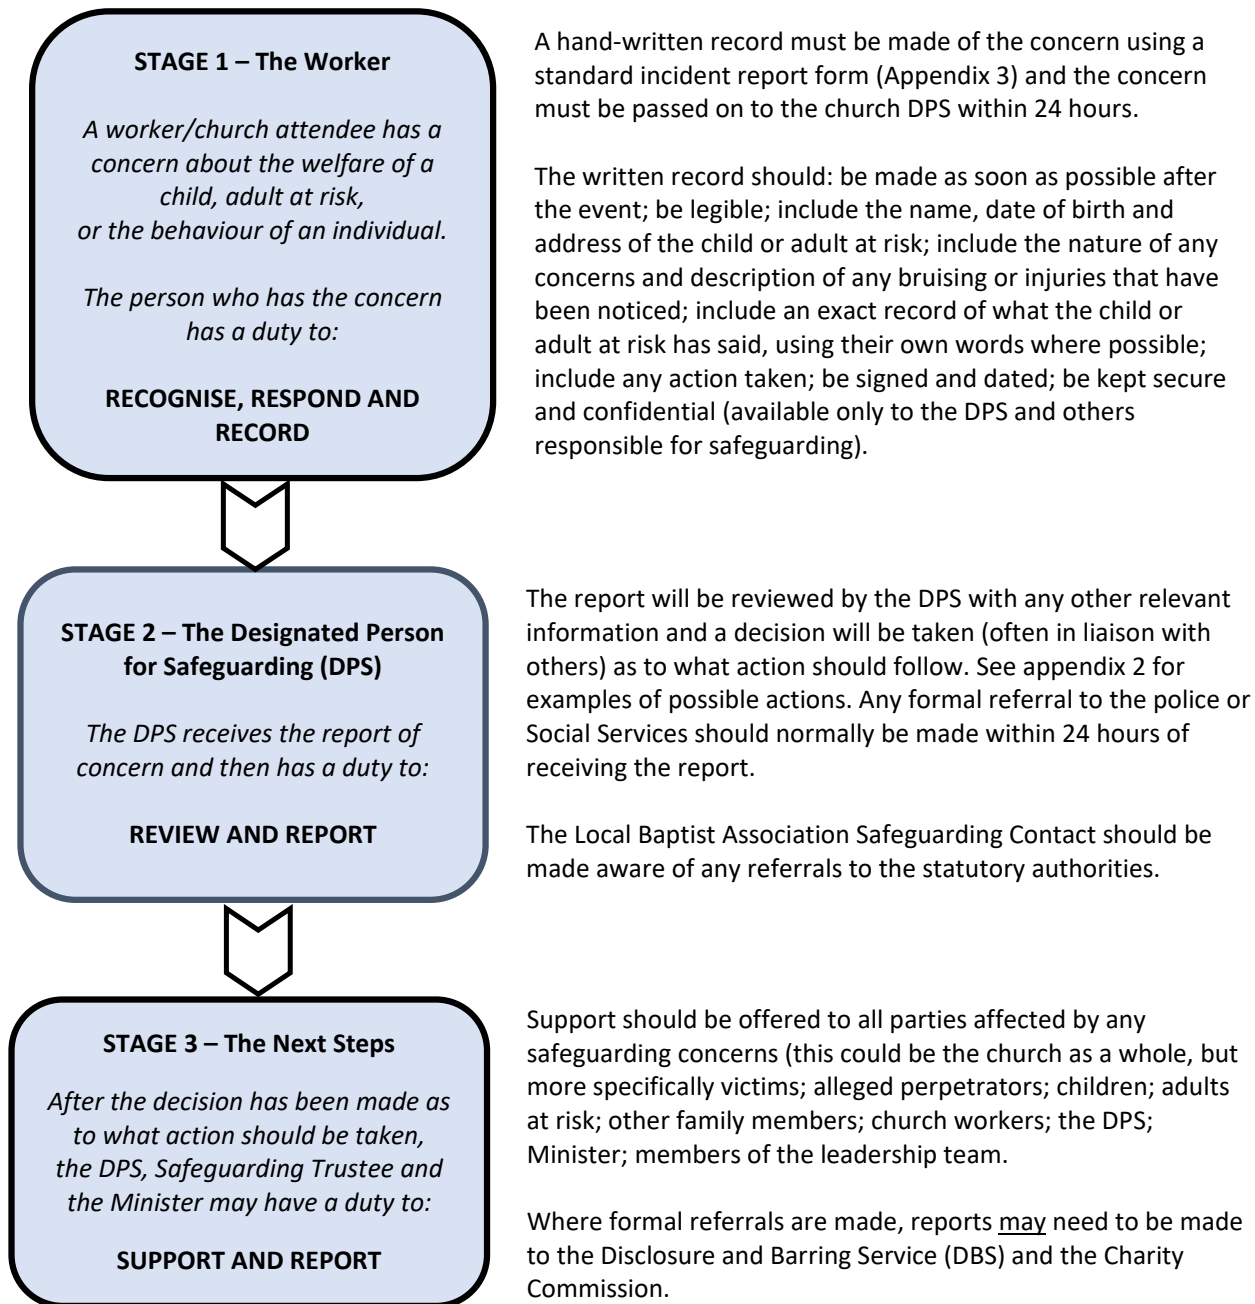 STAGE 1 – The Worker
A worker/church attendee has a
concern about the welfare of a
child, adult at risk,
or the behaviour of an individual.
The person who has the concern
has a duty to:
RECOGNISE, RESPOND AND
RECORD
A hand-written record must be made of the concern using a
standard incident report form (Appendix 3) and the concern
must be passed on to the church DPS within 24 hours.
The written record should: be made as soon as possible after
the event; be legible; include the name, date of birth and
address of the child or adult at risk; include the nature of any
concerns and description of any bruising or injuries that have
been noticed; include an exact record of what the child or
adult at risk has said, using their own words where possible;
include any action taken; be signed and dated; be kept secure
and confidential (available only to the DPS and others
responsible for safeguarding).
STAGE 2 – The Designated Person
for Safeguarding (DPS)
The DPS receives the report of
concern and then has a duty to:
REVIEW AND REPORT
The report will be reviewed by the DPS with any other relevant
information and a decision will be taken (often in liaison with
others) as to what action should follow. See appendix 2 for
examples of possible actions. Any formal referral to the police or
Social Services should normally be made within 24 hours of
receiving the report.
The Local Baptist Association Safeguarding Contact should be
made aware of any referrals to the statutory authorities.
STAGE 3 – The Next Steps
After the decision has been made as
to what action should be taken,
the DPS, Safeguarding Trustee and
the Minister may have a duty to:
SUPPORT AND REPORT
Support should be offered to all parties affected by any
safeguarding concerns (this could be the church as a whole, but
more specifically victims; alleged perpetrators; children; adults
at risk; other family members; church workers; the DPS;
Minister; members of the leadership team.
Where formal referrals are made, reports may need to be made
to the Disclosure and Barring Service (DBS) and the Charity
Commission.